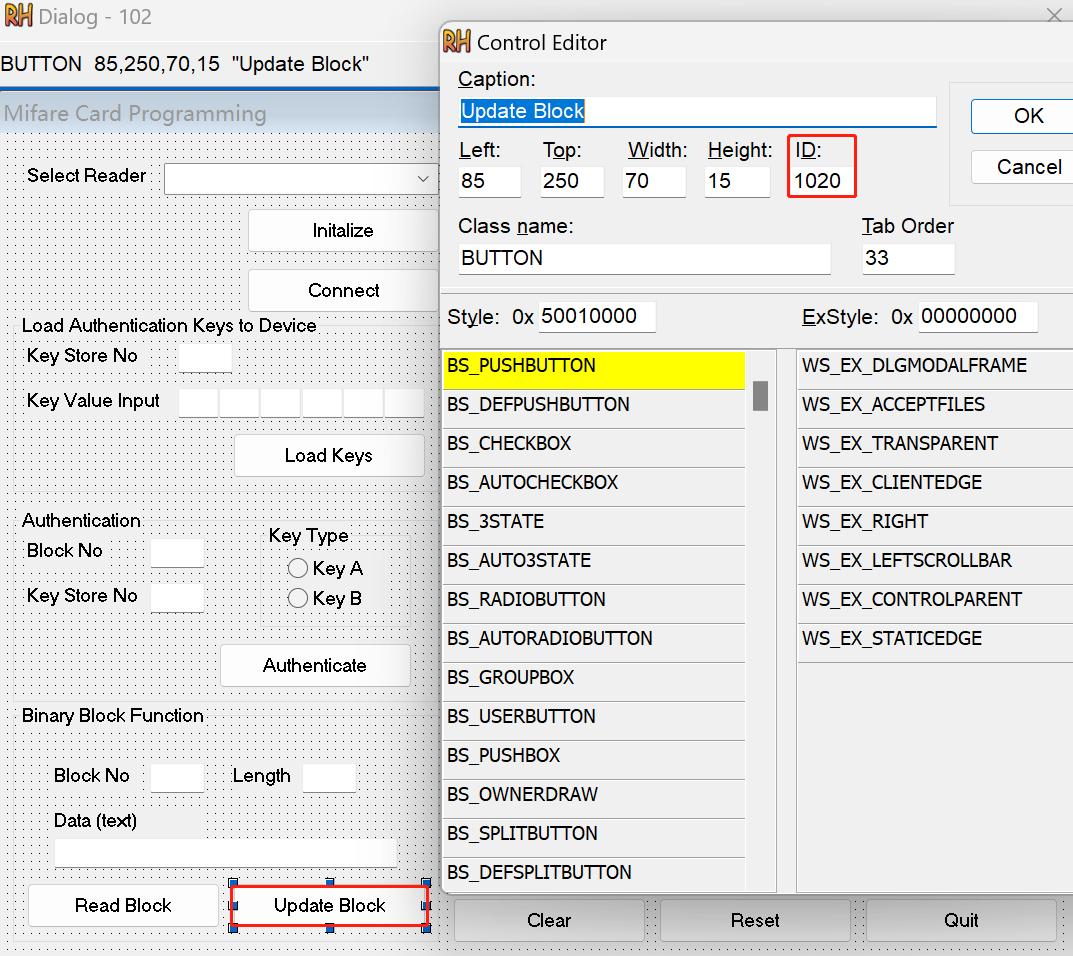 RH Dialog - 102
BUTTON 85,250,70,15 "Update Block"
Mifare Card Programming
Select Reader
Initalize
Connect
Load Authentication Keys to Device
Key Store No
Key Value Input
Load Keys
Authentication
Block No
Key Store No
Key Type
Key A
Key B
Authenticate
Binary Block Function
Block No
Length
Data (text)
Read Block
Update Block
Clear
Reset
Quit
RH Control Editor
Caption:
Update Block
OK
Cancel
Left: Top: Width: Height: ID:
85 250 70 15 1020
Class name: Tab Order
BUTTON 33
Style: 0x 50010000 ExStyle: 0x 00000000
BS_PUSHBUTTON
BS_DEFPUSHBUTTON
BS_CHECKBOX
BS_AUTOCHECKBOX
BS_3STATE
BS_AUTO3STATE
BS_RADIOBUTTON
BS_AUTORADIOBUTTON
BS_GROUPBOX
BS_USERBUTTON
BS_PUSHBOX
BS_OWNERDRAW
BS_SPLITBUTTON
BS_DEFSPLITBUTTON
WS_EX_DLGMODALFRAME
WS_EX_ACCEPTFILES
WS_EX_TRANSPARENT
WS_EX_CLIENTEDGE
WS_EX_RIGHT
WS_EX_LEFTSCROLLBAR
WS_EX_CONTROLPARENT
WS_EX_STATICEDGE